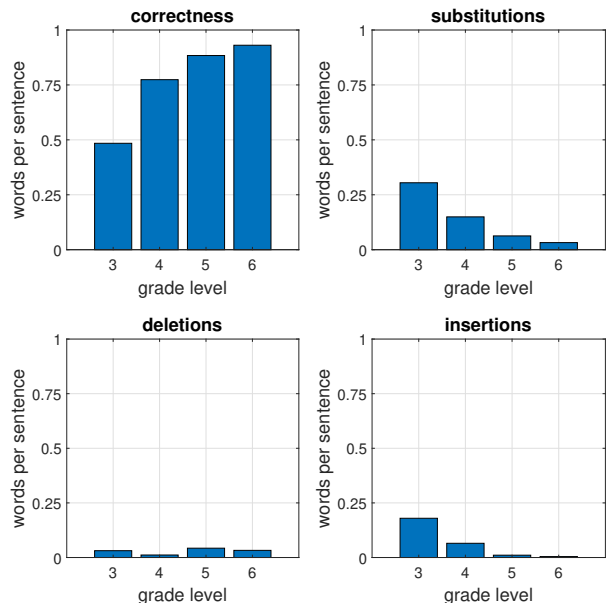 correctness
1
0.75
0.5
0.25
0
words per sentence
3 4 5 6
grade level
substitutions
1
0.75
0.5
0.25
0
words per sentence
3 4 5 6
grade level
deletions
1
0.75
0.5
0.25
0
words per sentence
3 4 5 6
grade level
insertions
1
0.75
0.5
0.25
0
words per sentence
3 4 5 6
grade level